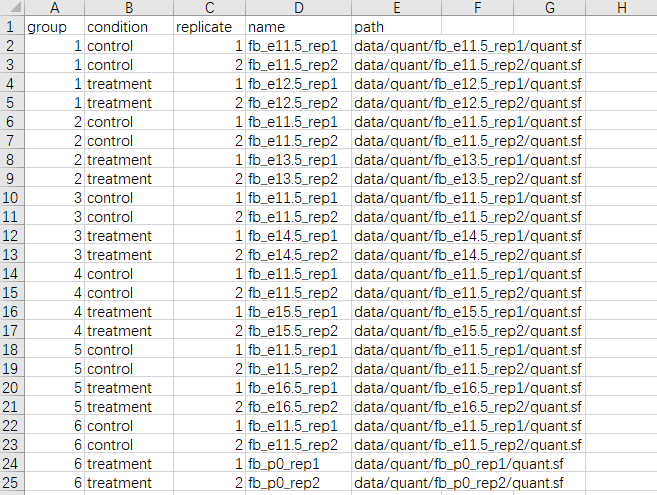 A B C D E F G H
1 group condition replicate name path
2 1 control 1 fb_e11.5_rep1 data/quant/fb_e11.5_rep1/quant.sf
3 1 control 2 fb_e11.5_rep2 data/quant/fb_e11.5_rep2/quant.sf
4 1 treatment 1 fb_e12.5_rep1 data/quant/fb_e12.5_rep1/quant.sf
5 1 treatment 2 fb_e12.5_rep2 data/quant/fb_e12.5_rep2/quant.sf
6 2 control 1 fb_e11.5_rep1 data/quant/fb_e11.5_rep1/quant.sf
7 2 control 2 fb_e11.5_rep2 data/quant/fb_e11.5_rep2/quant.sf
8 2 treatment 1 fb_e13.5_rep1 data/quant/fb_e13.5_rep1/quant.sf
9 2 treatment 2 fb_e13.5_rep2 data/quant/fb_e13.5_rep2/quant.sf
10 3 control 1 fb_e11.5_rep1 data/quant/fb_e11.5_rep1/quant.sf
11 3 control 2 fb_e11.5_rep2 data/quant/fb_e11.5_rep2/quant.sf
12 3 treatment 1 fb_e14.5_rep1 data/quant/fb_e14.5_rep1/quant.sf
13 3 treatment 2 fb_e14.5_rep2 data/quant/fb_e14.5_rep2/quant.sf
14 4 control 1 fb_e11.5_rep1 data/quant/fb_e11.5_rep1/quant.sf
15 4 control 2 fb_e11.5_rep2 data/quant/fb_e11.5_rep2/quant.sf
16 4 treatment 1 fb_e15.5_rep1 data/quant/fb_e15.5_rep1/quant.sf
17 4 treatment 2 fb_e15.5_rep2 data/quant/fb_e15.5_rep2/quant.sf
18 5 control 1 fb_e11.5_rep1 data/quant/fb_e11.5_rep1/quant.sf
19 5 control 2 fb_e11.5_rep2 data/quant/fb_e11.5_rep2/quant.sf
20 5 treatment 1 fb_e16.5_rep1 data/quant/fb_e16.5_rep1/quant.sf
21 5 treatment 2 fb_e16.5_rep2 data/quant/fb_e16.5_rep2/quant.sf
22 6 control 1 fb_e11.5_rep1 data/quant/fb_e11.5_rep1/quant.sf
23 6 control 2 fb_e11.5_rep2 data/quant/fb_e11.5_rep2/quant.sf
24 6 treatment 1 fb_p0_rep1 data/quant/fb_p0_rep1/quant.sf
25 6 treatment 2 fb_p0_rep2 data/quant/fb_p0_rep2/quant.sf